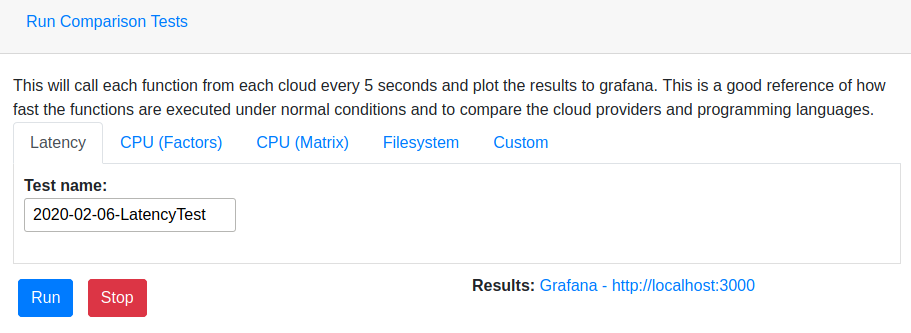 Run Comparison Tests
This will call each function from each cloud every 5 seconds and plot the results to grafana. This is a good reference of how
fast the functions are executed under normal conditions and to compare the cloud providers and programming languages.
Latency CPU (Factors) CPU (Matrix) Filesystem Custom
Test name:
2020-02-06-LatencyTest
Run Stop Results: Grafana - http://localhost:3000